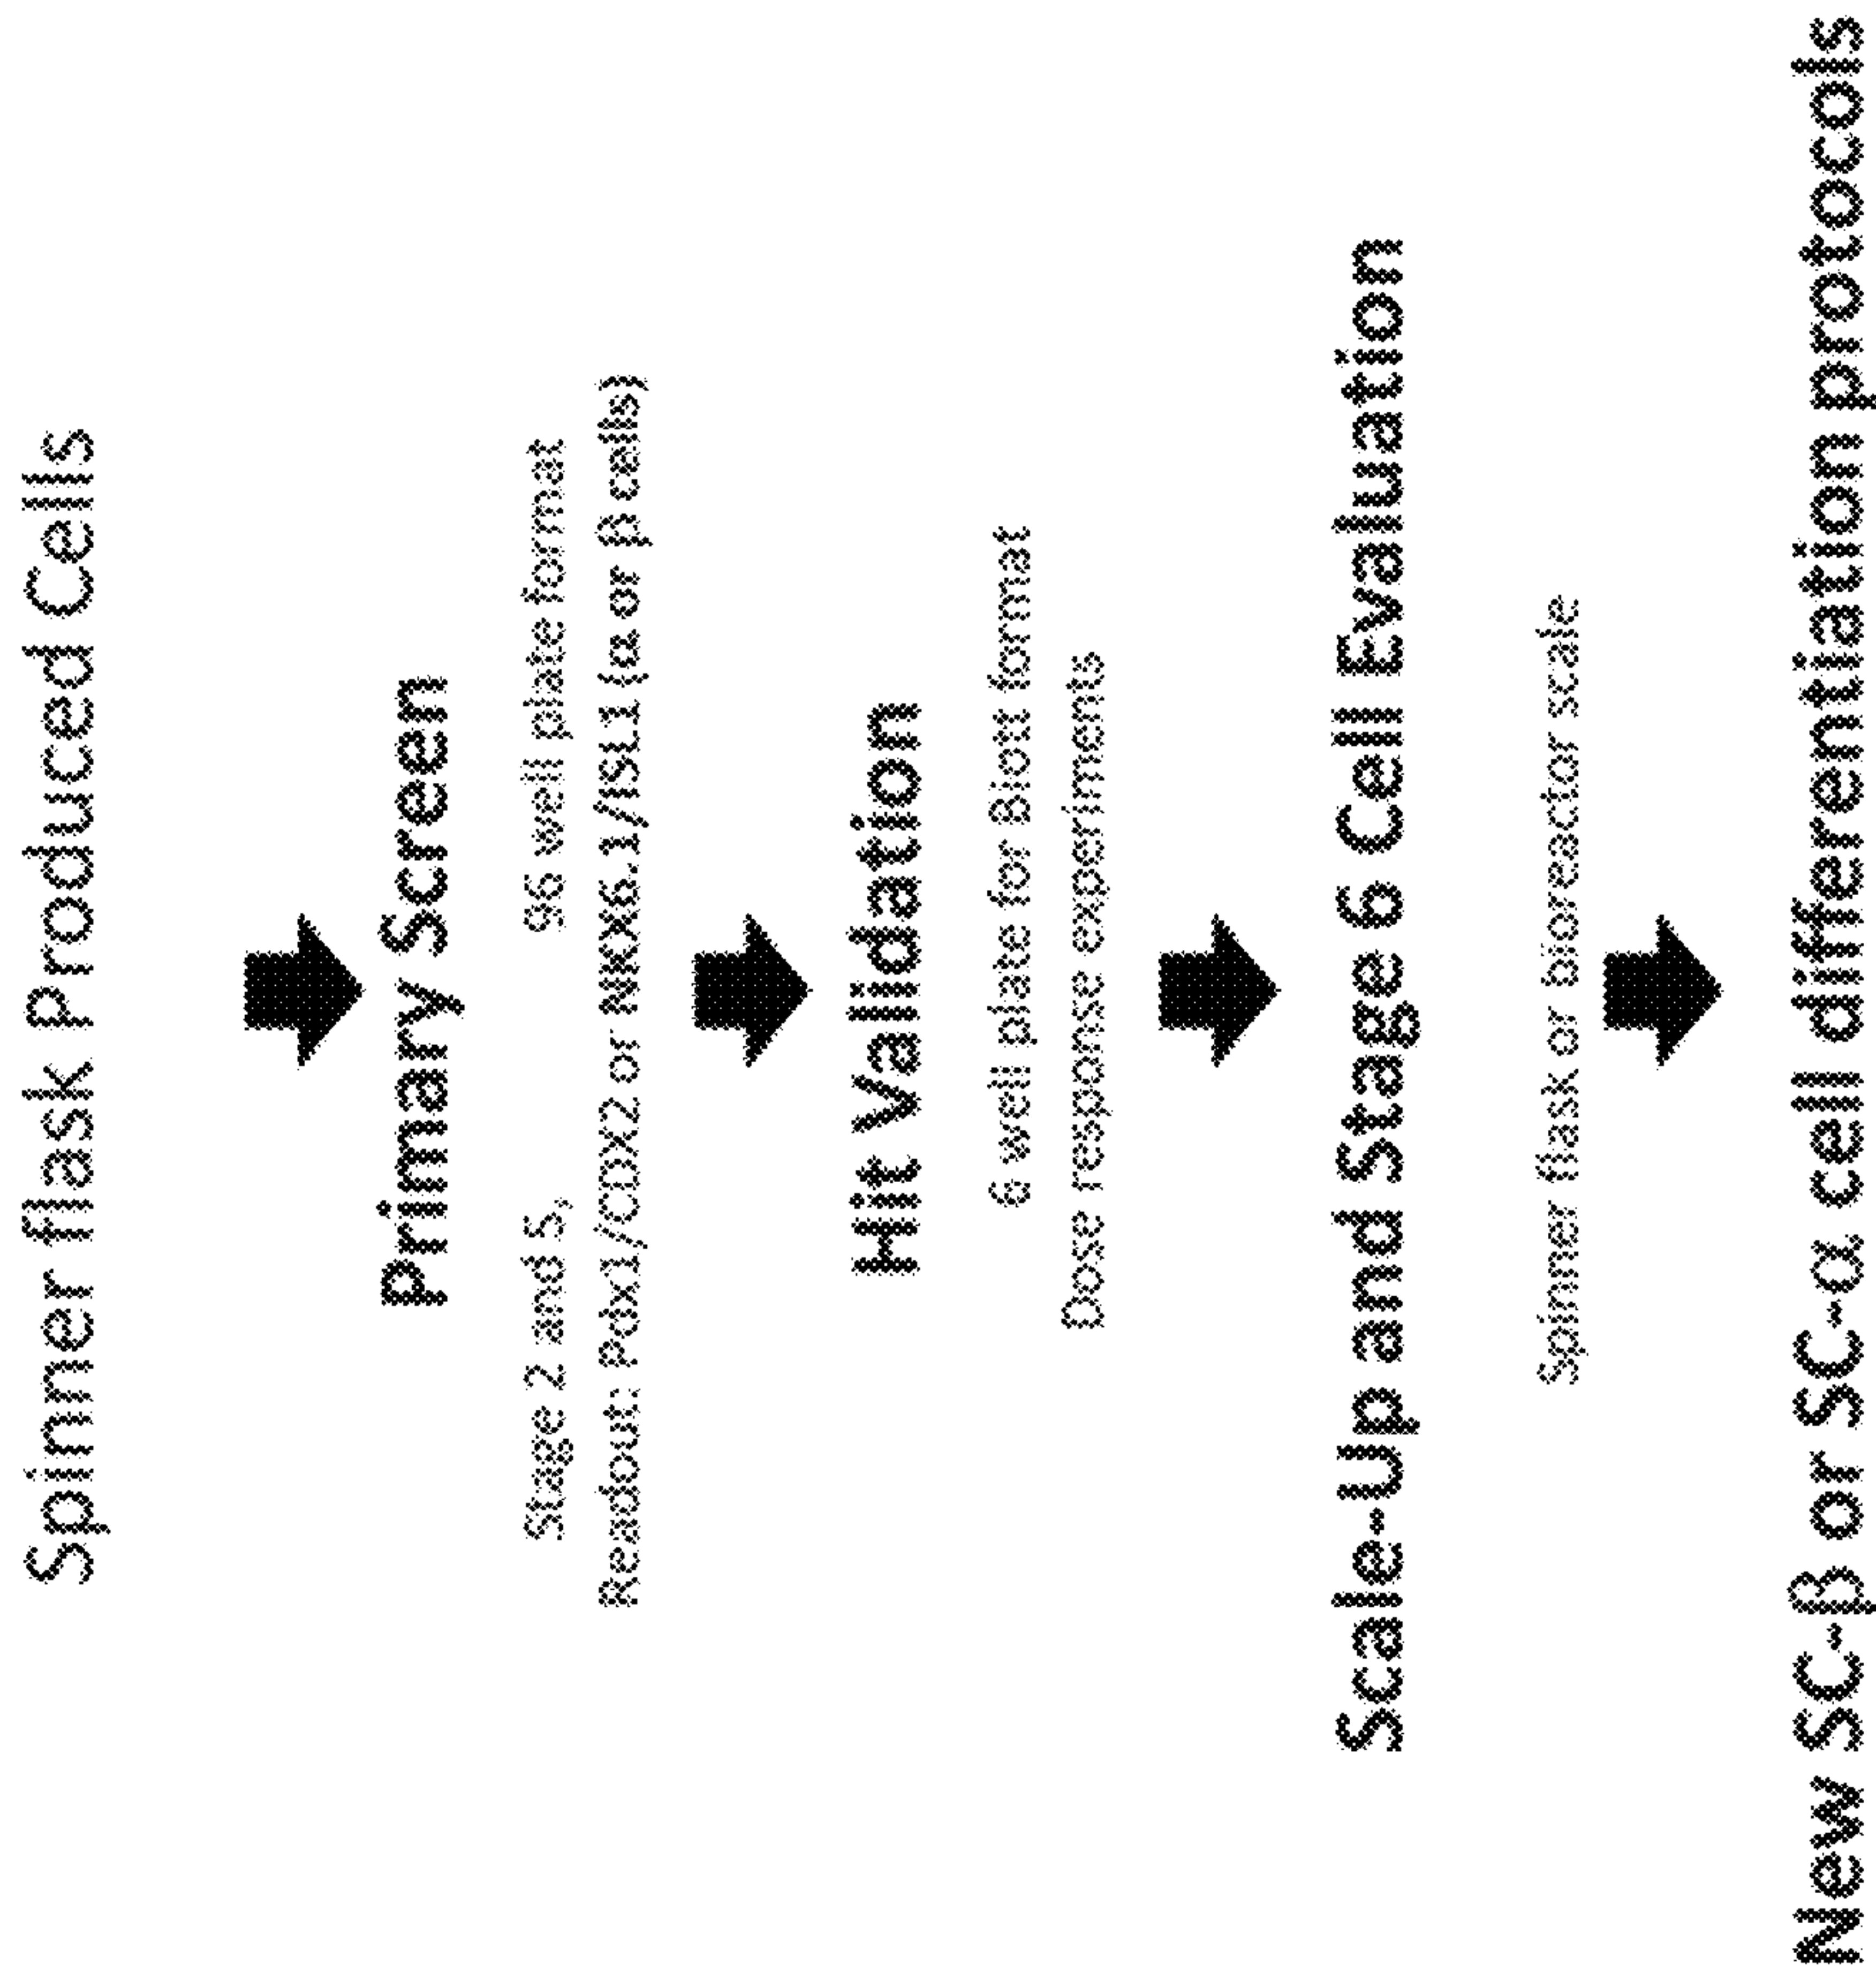 Spinner flask Produced Cells
Primary Screen
Stage 2 and 5, 96 well plate format
Readout: Pdx1/CDX2 or NKX6.1/ISL1 (α or β cells)
Hit Validation
6 well plate for Biott format
Dose response experiments
Scale-Up and Stage 6 Cell Evaluation
Spinner flask or bioreactor scale
New SC-β or SC-α cell differentiation protocols